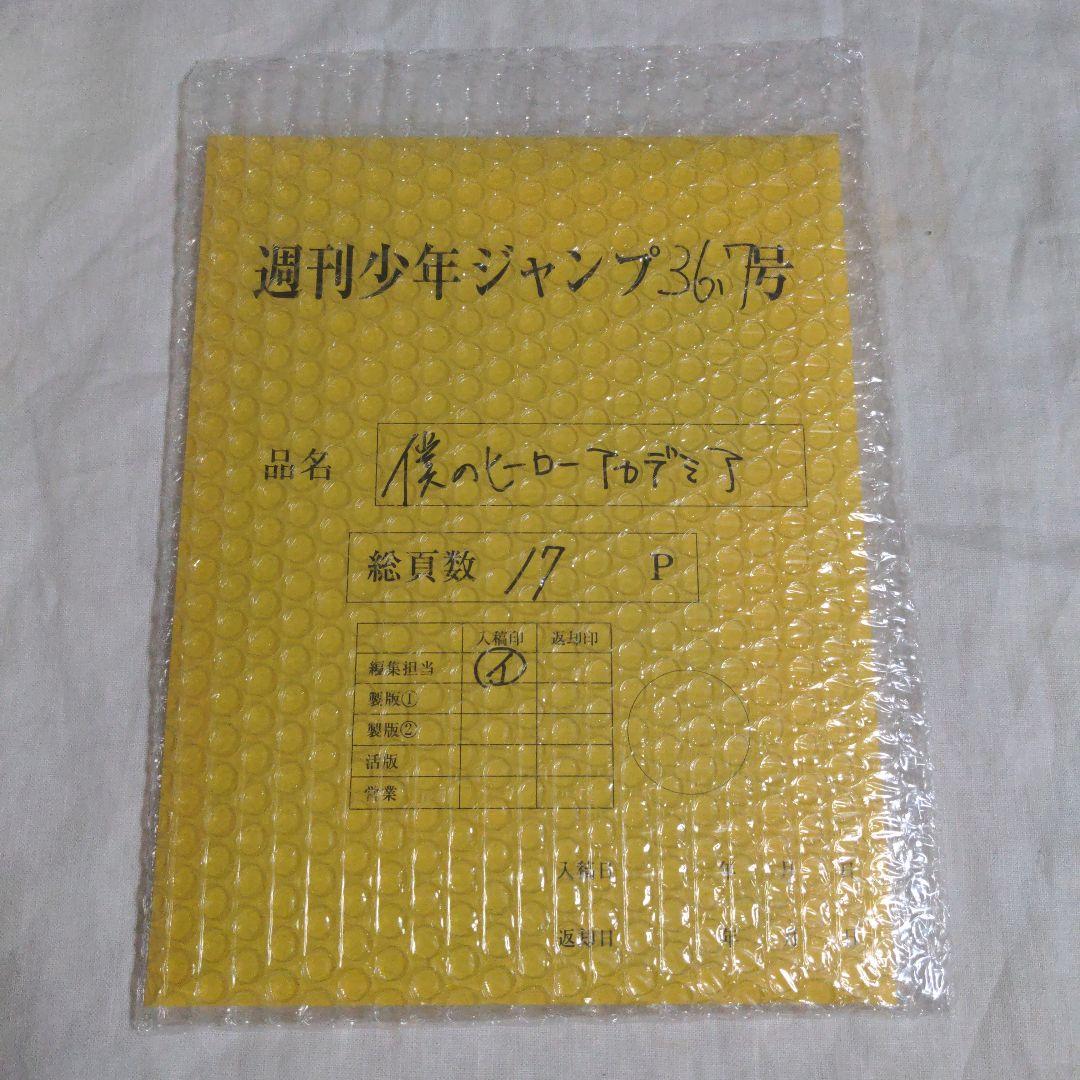 週刊少年ジャンプ36,7号
品名 僕のヒーローアカデミア
総頁数 17 P
入稿印 返却印
編集担当 イ
製版①
製版②
活版
営業
入稿日 年 月 日
返却日 年 月 日